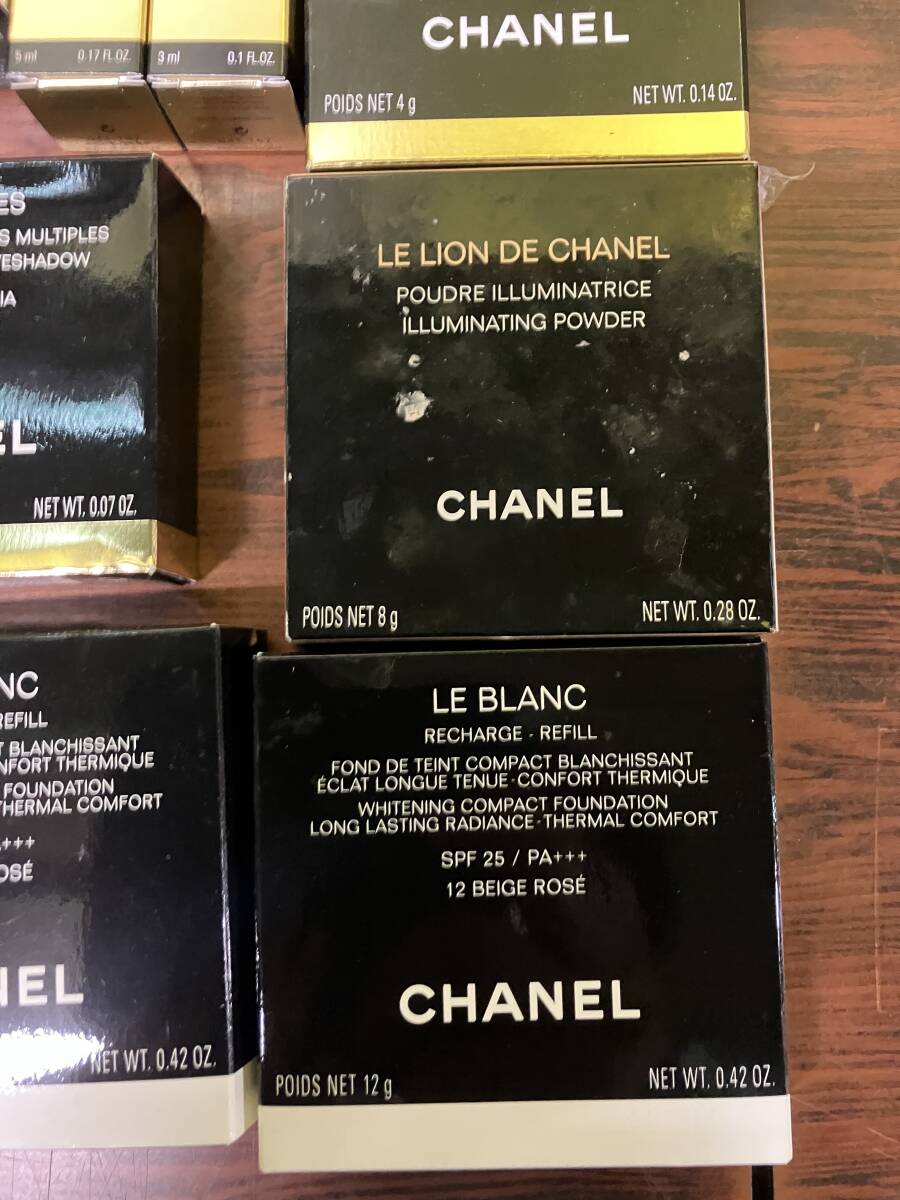 5 ml 0.17 FL.OZ.
3 ml 0.1 FL.OZ.
CHANEL
POIDS NET 4 g NET WT. 0.14 OZ.
ES
S MULTIPLES
YESHADOW
IA
EL
NET WT. 0.07 OZ.
LE LION DE CHANEL
POUDRE ILLUMINATRICE
ILLUMINATING POWDER
CHANEL
POIDS NET 8 g NET WT. 0.28 OZ.
NC
REFILL
T BLANCHISSANT
NFORT THERMIQUE
FOUNDATION
THERMAL COMFORT
+++
OSÉ
NEL
NET WT. 0.42 OZ.
LE BLANC
RECHARGE - REFILL
FOND DE TEINT COMPACT BLANCHISSANT
ÉCLAT LONGUE TENUE - CONFORT THERMIQUE
WHITENING COMPACT FOUNDATION
LONG LASTING RADIANCE - THERMAL COMFORT
SPF 25 / PA+++
12 BEIGE ROSÉ
CHANEL
POIDS NET 12 g NET WT. 0.42 OZ.